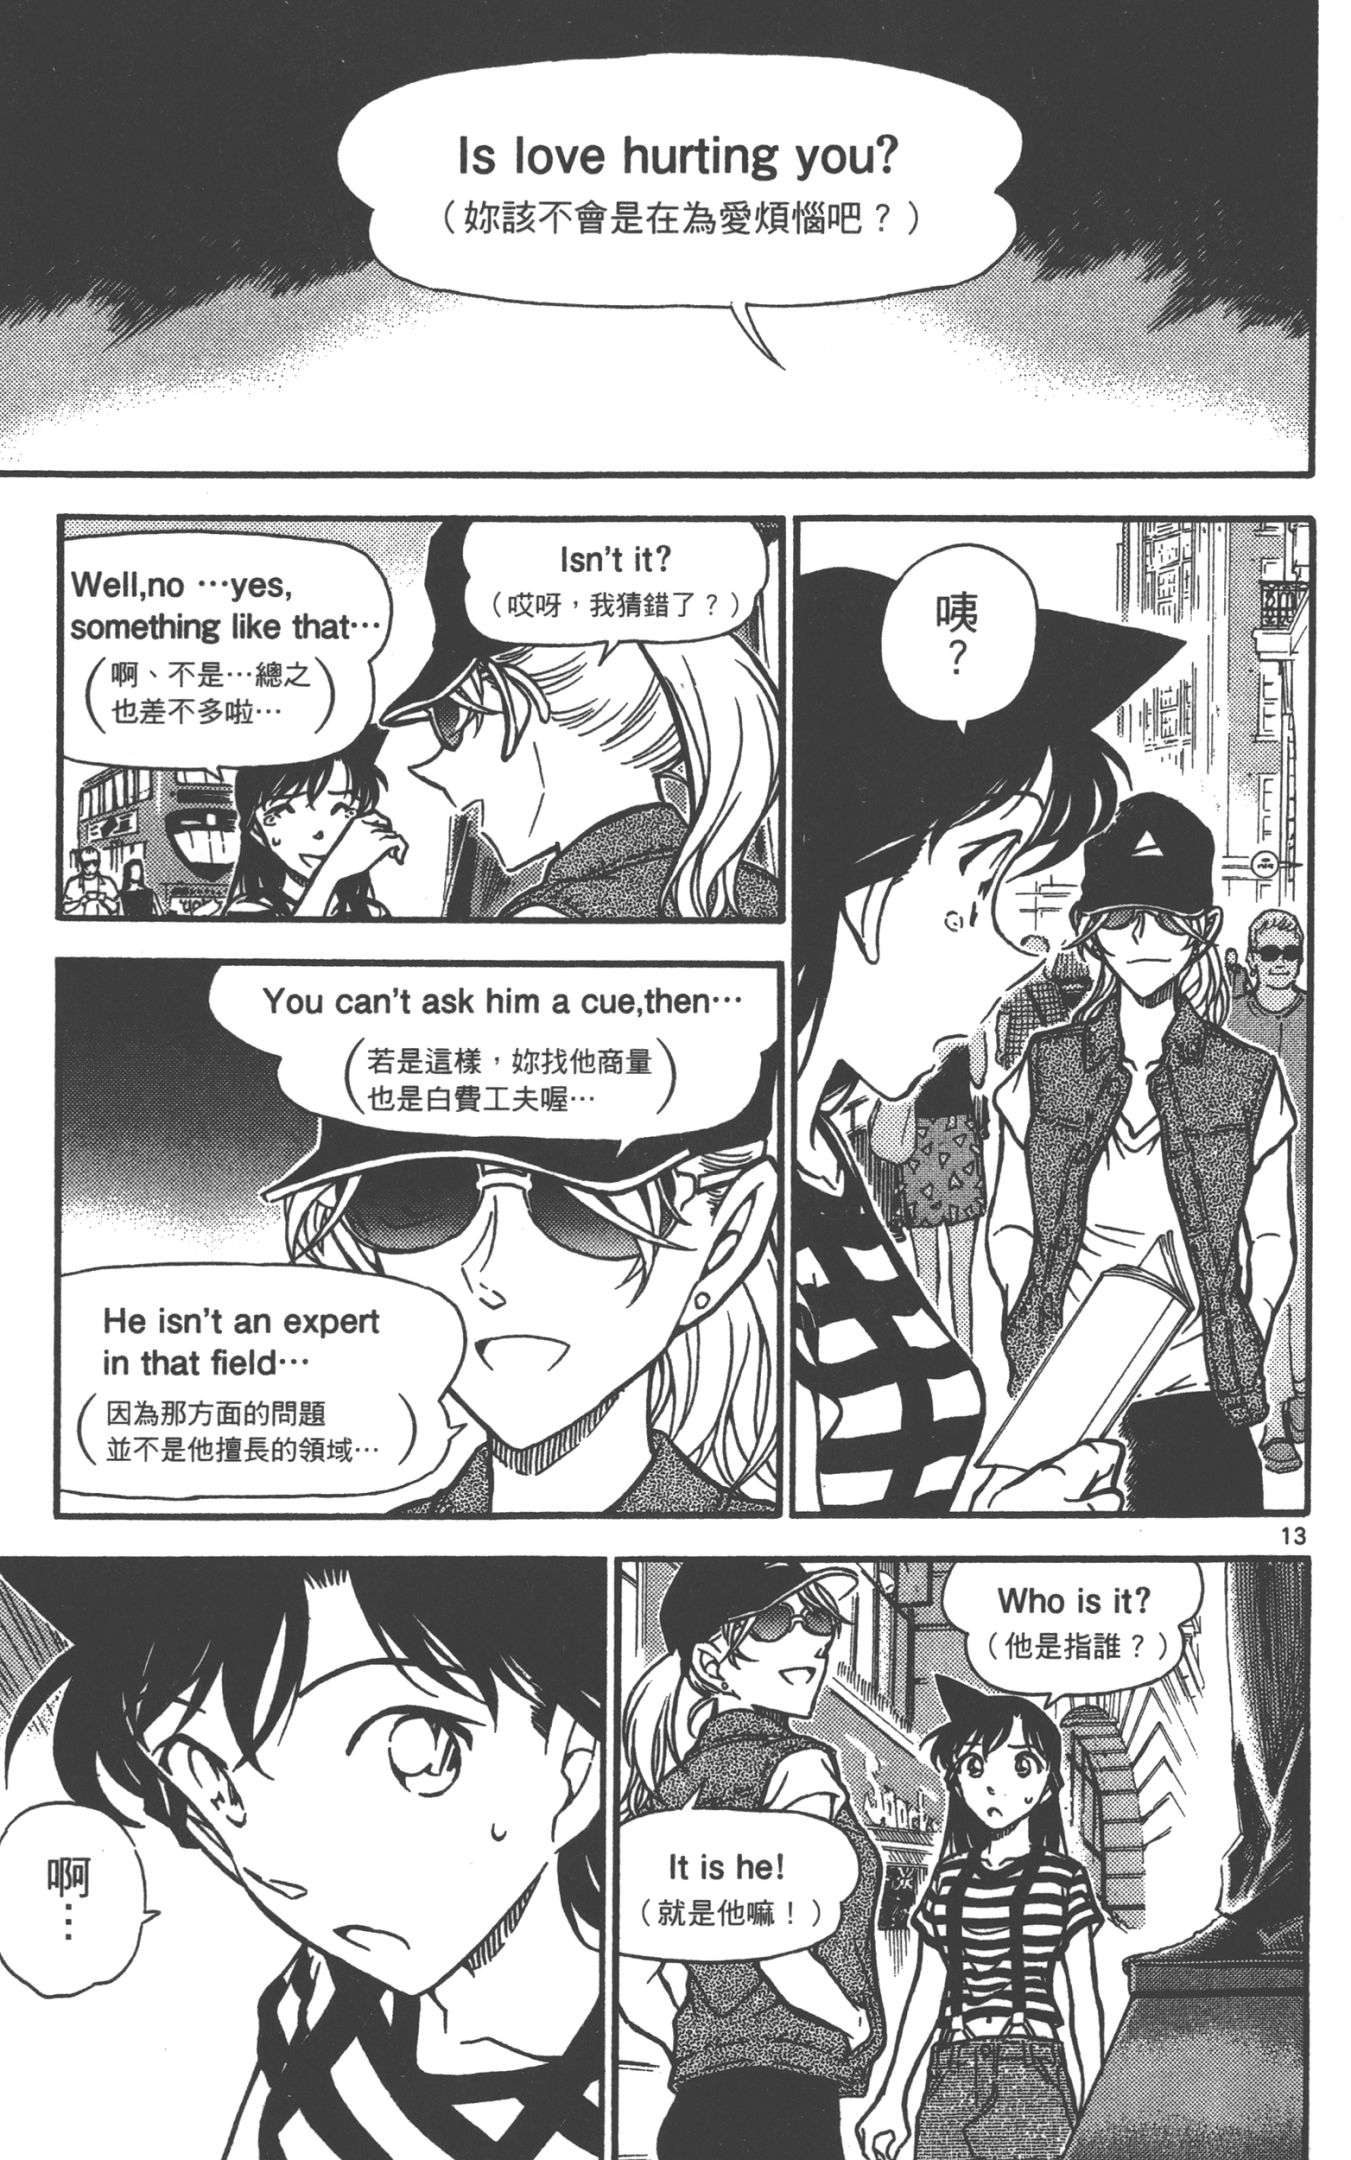 Is love hurting you?
（妳該不會是在為愛煩惱吧？）
咦？
Isn't it?
（哎呀，我猜錯了？）
Well,no …yes,
something like that…
（啊、不是…總之
也差不多啦…）
You can't ask him a cue,then…
（若是這樣，妳找他商量
也是白費工夫喔…）
He isn't an expert
in that field…
（因為那方面的問題
並不是他擅長的領域…）
13
Who is it?
（他是指誰？）
It is he!
（就是他嘛！）
啊…